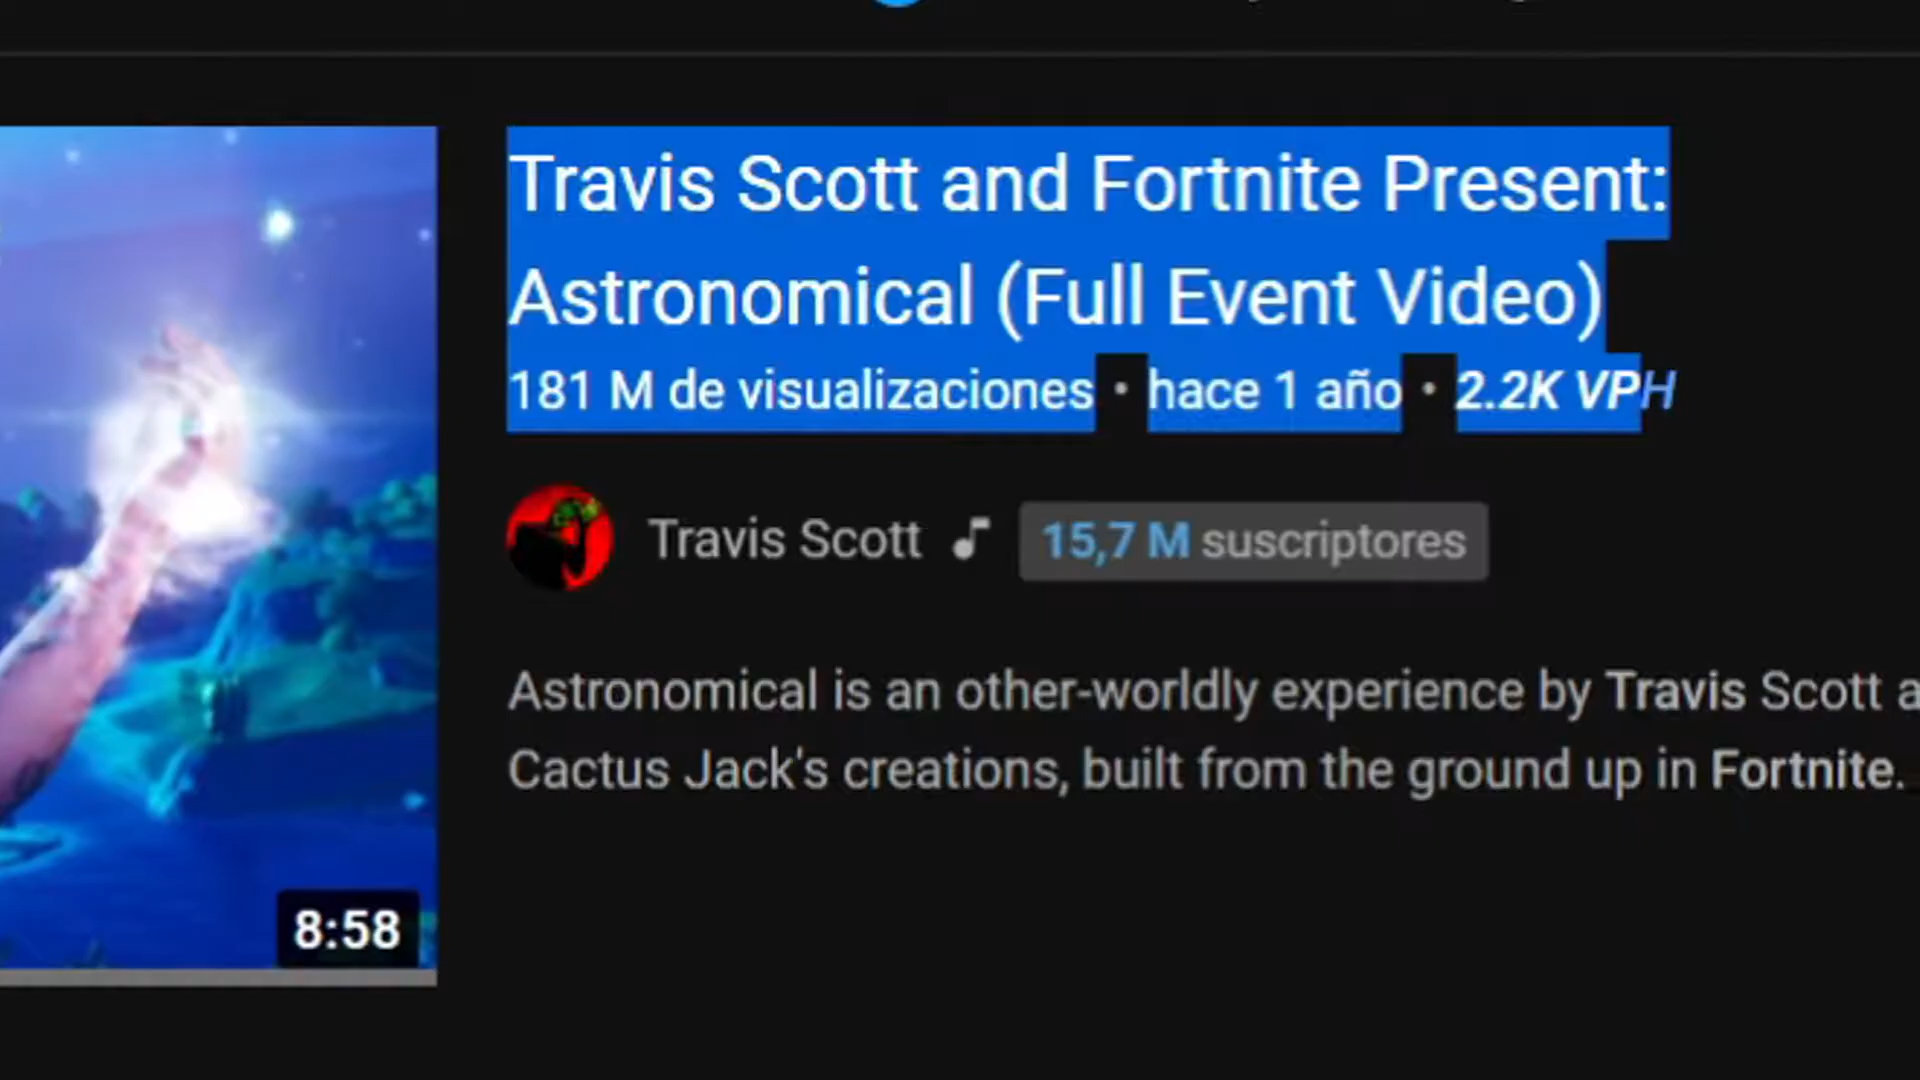 Travis Scott and Fortnite Present:
Astronomical (Full Event Video)
181 M de visualizaciones • hace 1 año • 2.2K VPH
Travis Scott 15,7 M suscriptores
Astronomical is an other-worldly experience by Travis Scott a
Cactus Jack's creations, built from the ground up in Fortnite.
8:58